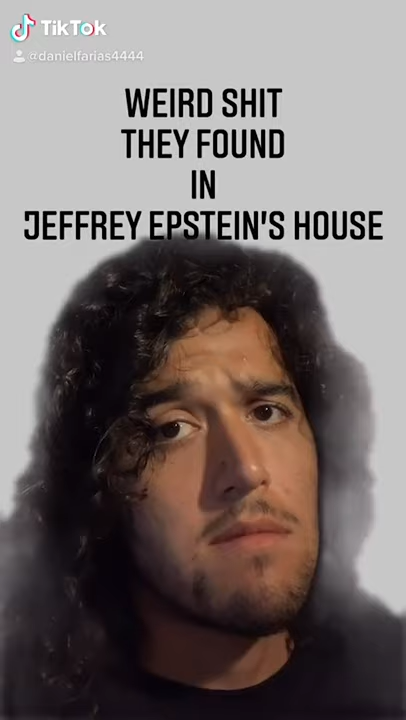 TikTok
@danielfarias4444
WEIRD SHIT
THEY FOUND
IN
JEFFREY EPSTEIN'S HOUSE